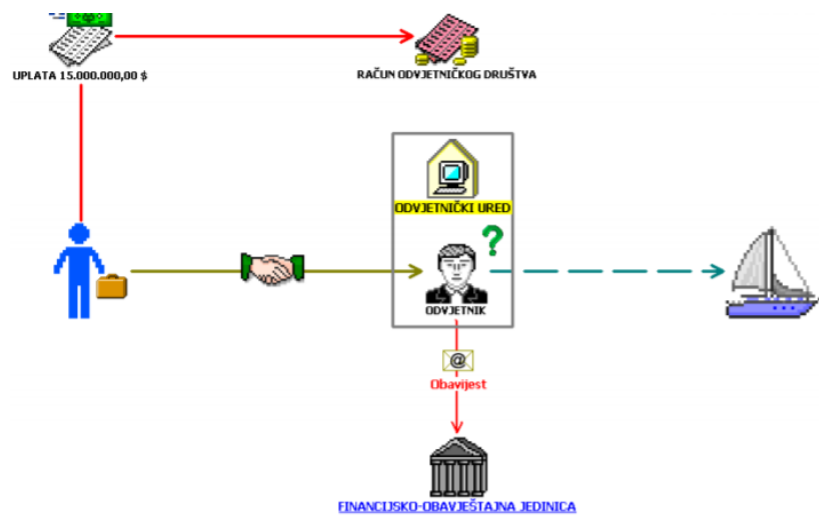 UPLATA 15.000.000,00 $
RAČUN ODVJETNIČKOG DRUŠTVA
ODVJETNIČKI URED
?
ODVJETNIK
@
Obavijest
FINANCIJSKO-OBAVJEŠTAJNA JEDINICA